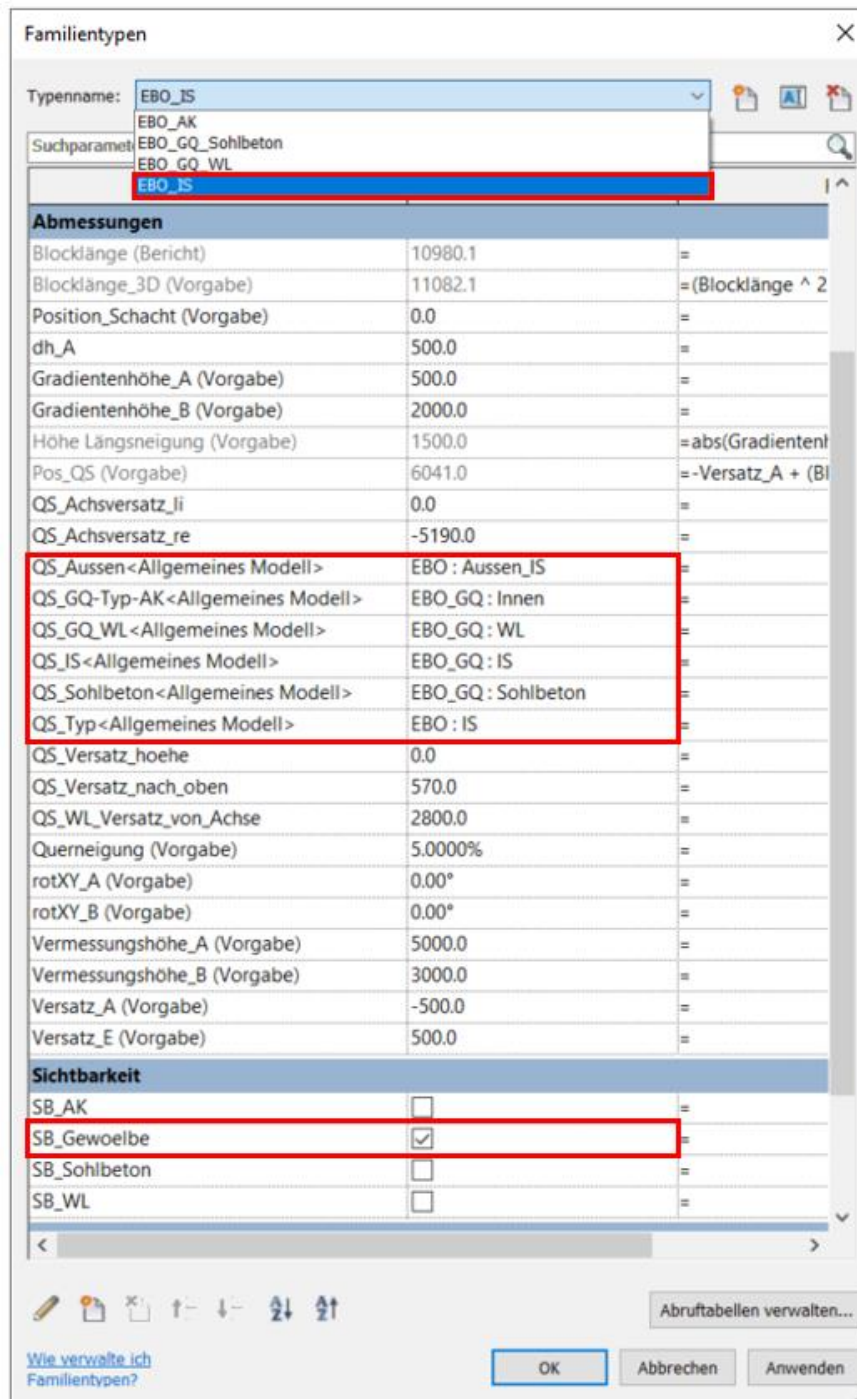 Familientypen
Typenname: EBO_IS
EBO_AK
Suchparamet EBO_GQ_Sohlbeton
EBO_GQ_WL
EBO_IS
Abmessungen
Blocklänge (Bericht) 10980.1 =
Blocklänge_3D (Vorgabe) 11082.1 =(Blocklänge ^ 2
Position_Schacht (Vorgabe) 0.0 =
dh_A 500.0 =
Gradientenhöhe_A (Vorgabe) 500.0 =
Gradientenhöhe_B (Vorgabe) 2000.0 =
Höhe Längsneigung (Vorgabe) 1500.0 =abs(Gradientenh
Pos_QS (Vorgabe) 6041.0 =-Versatz_A + (Bl
QS_Achsversatz_li 0.0 =
QS_Achsversatz_re -5190.0 =
QS_Aussen<Allgemeines Modell> EBO : Aussen_IS =
QS_GQ-Typ-AK<Allgemeines Modell> EBO_GQ : Innen =
QS_GQ_WL<Allgemeines Modell> EBO_GQ : WL =
QS_IS<Allgemeines Modell> EBO_GQ : IS =
QS_Sohlbeton<Allgemeines Modell> EBO_GQ : Sohlbeton =
QS_Typ<Allgemeines Modell> EBO : IS =
QS_Versatz_hoehe 0.0 =
QS_Versatz_nach_oben 570.0 =
QS_WL_Versatz_von_Achse 2800.0 =
Querneigung (Vorgabe) 5.0000% =
rotXY_A (Vorgabe) 0.00° =
rotXY_B (Vorgabe) 0.00° =
Vermessungshöhe_A (Vorgabe) 5000.0 =
Vermessungshöhe_B (Vorgabe) 3000.0 =
Versatz_A (Vorgabe) -500.0 =
Versatz_E (Vorgabe) 500.0 =
Sichtbarkeit
SB_AK =
SB_Gewoelbe =
SB_Sohlbeton =
SB_WL =
Abruftabellen verwalten...
Wie verwalte ich
Familientypen?
OK Abbrechen Anwenden